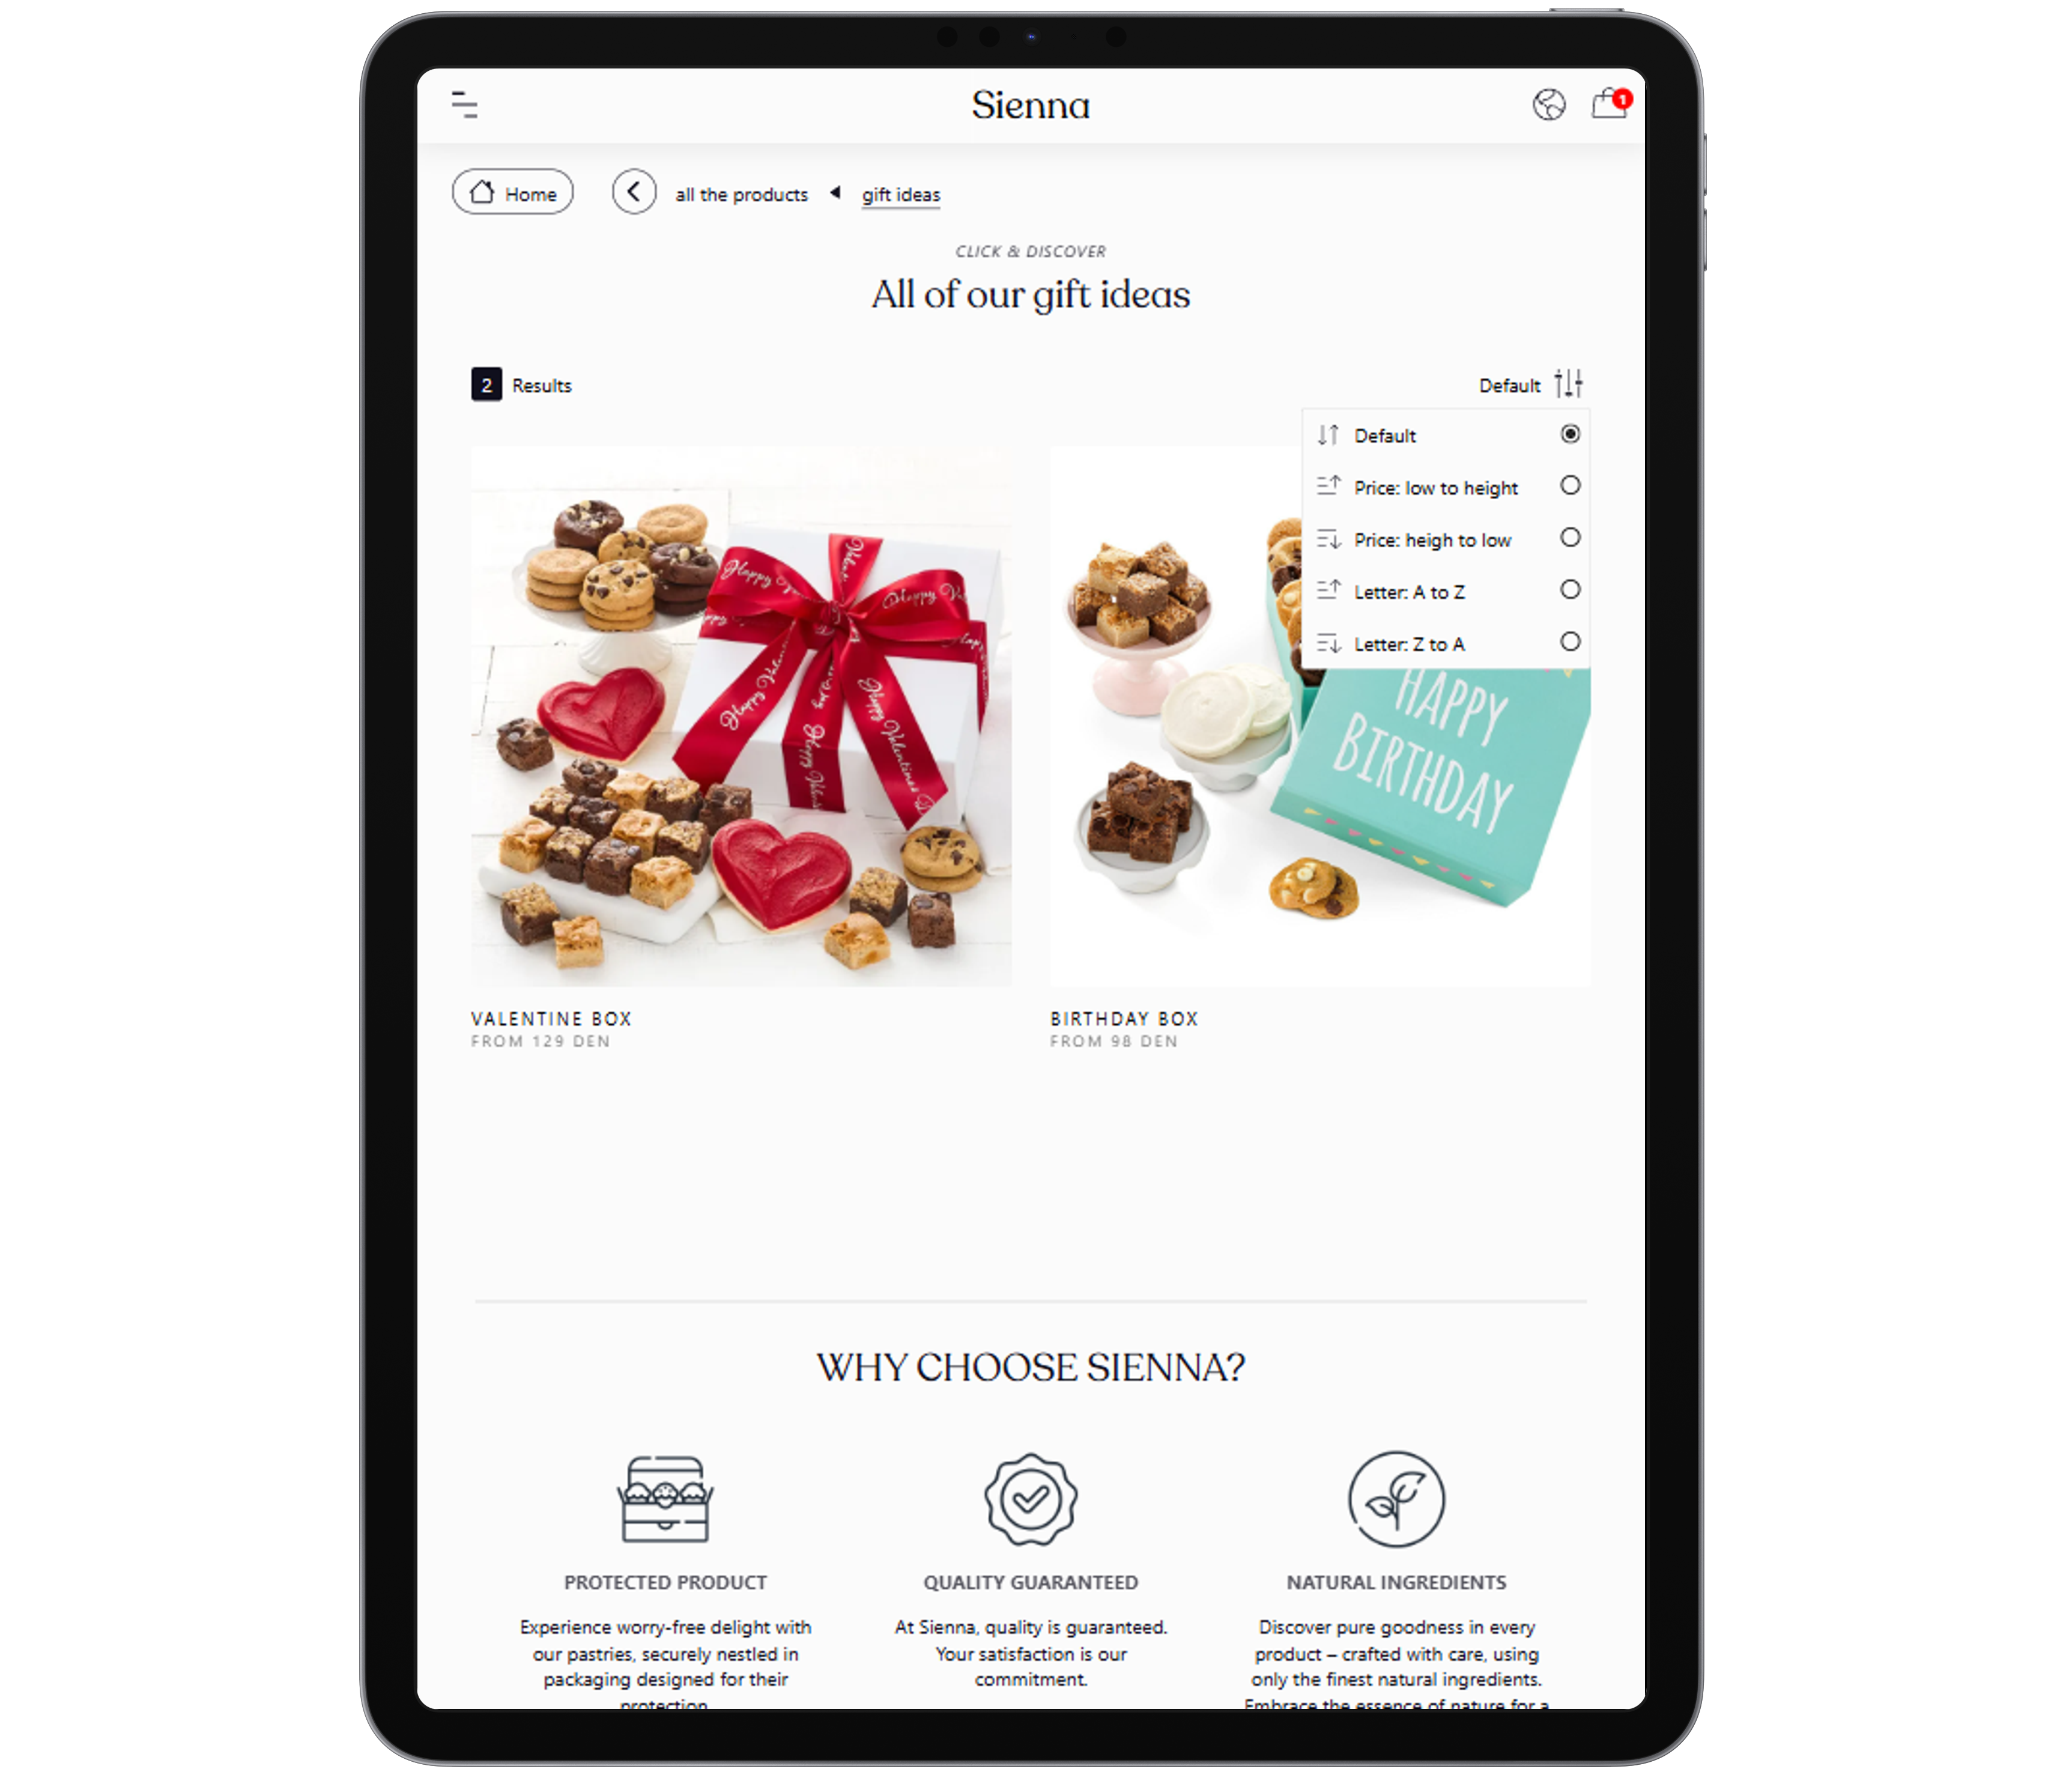 Sienna
1
Home
all the products
gift ideas
CLICK & DISCOVER
All of our gift ideas
2 Results
Default
Default
Price: low to height
Price: heigh to low
Letter: A to Z
Letter: Z to A
Happy
Happy
Happy Valentines D
HAPPY
BIRTHDAY
VALENTINE BOX
FROM 129 DEN
BIRTHDAY BOX
FROM 98 DEN
WHY CHOOSE SIENNA?
PROTECTED PRODUCT
Experience worry-free delight with
our pastries, securely nestled in
packaging designed for their
protection.
QUALITY GUARANTEED
At Sienna, quality is guaranteed.
Your satisfaction is our
commitment.
NATURAL INGREDIENTS
Discover pure goodness in every
product – crafted with care, using
only the finest natural ingredients.
Embrace the essence of nature for a